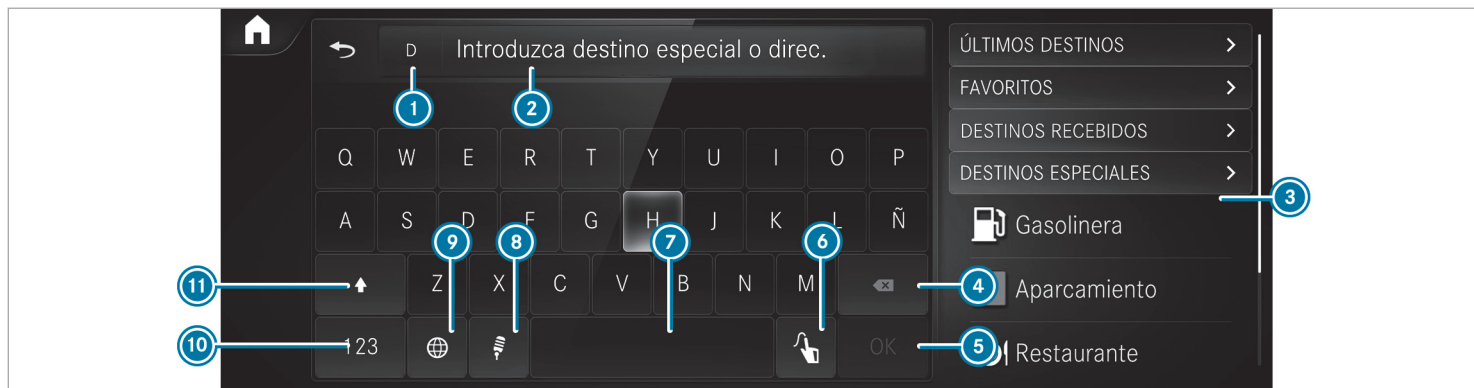 D Introduzca destino especial o direc.
1 2
Q W E R T Y U I O P
A S D F G H J K L Ñ
9 8 7 6
11 Z X C V B N M 4
10 123 OK 5
ÚLTIMOS DESTINOS
FAVORITOS
DESTINOS RECEBIDOS
DESTINOS ESPECIALES
3
Gasolinera
Aparcamiento
Restaurante